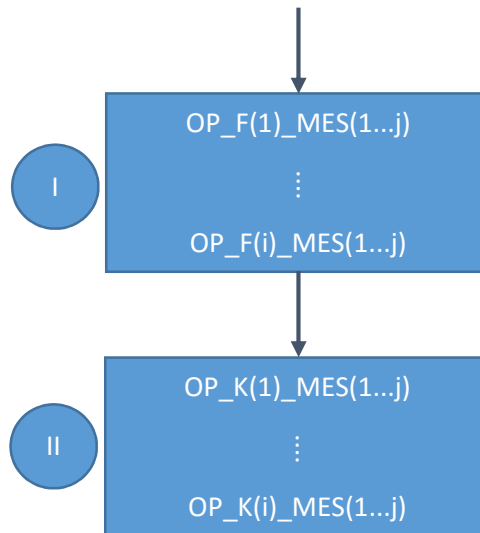 OP_F(1)_MES(1...j)
I
⋮
OP_F(i)_MES(1...j)
OP_K(1)_MES(1...j)
II
⋮
OP_K(i)_MES(1...j)